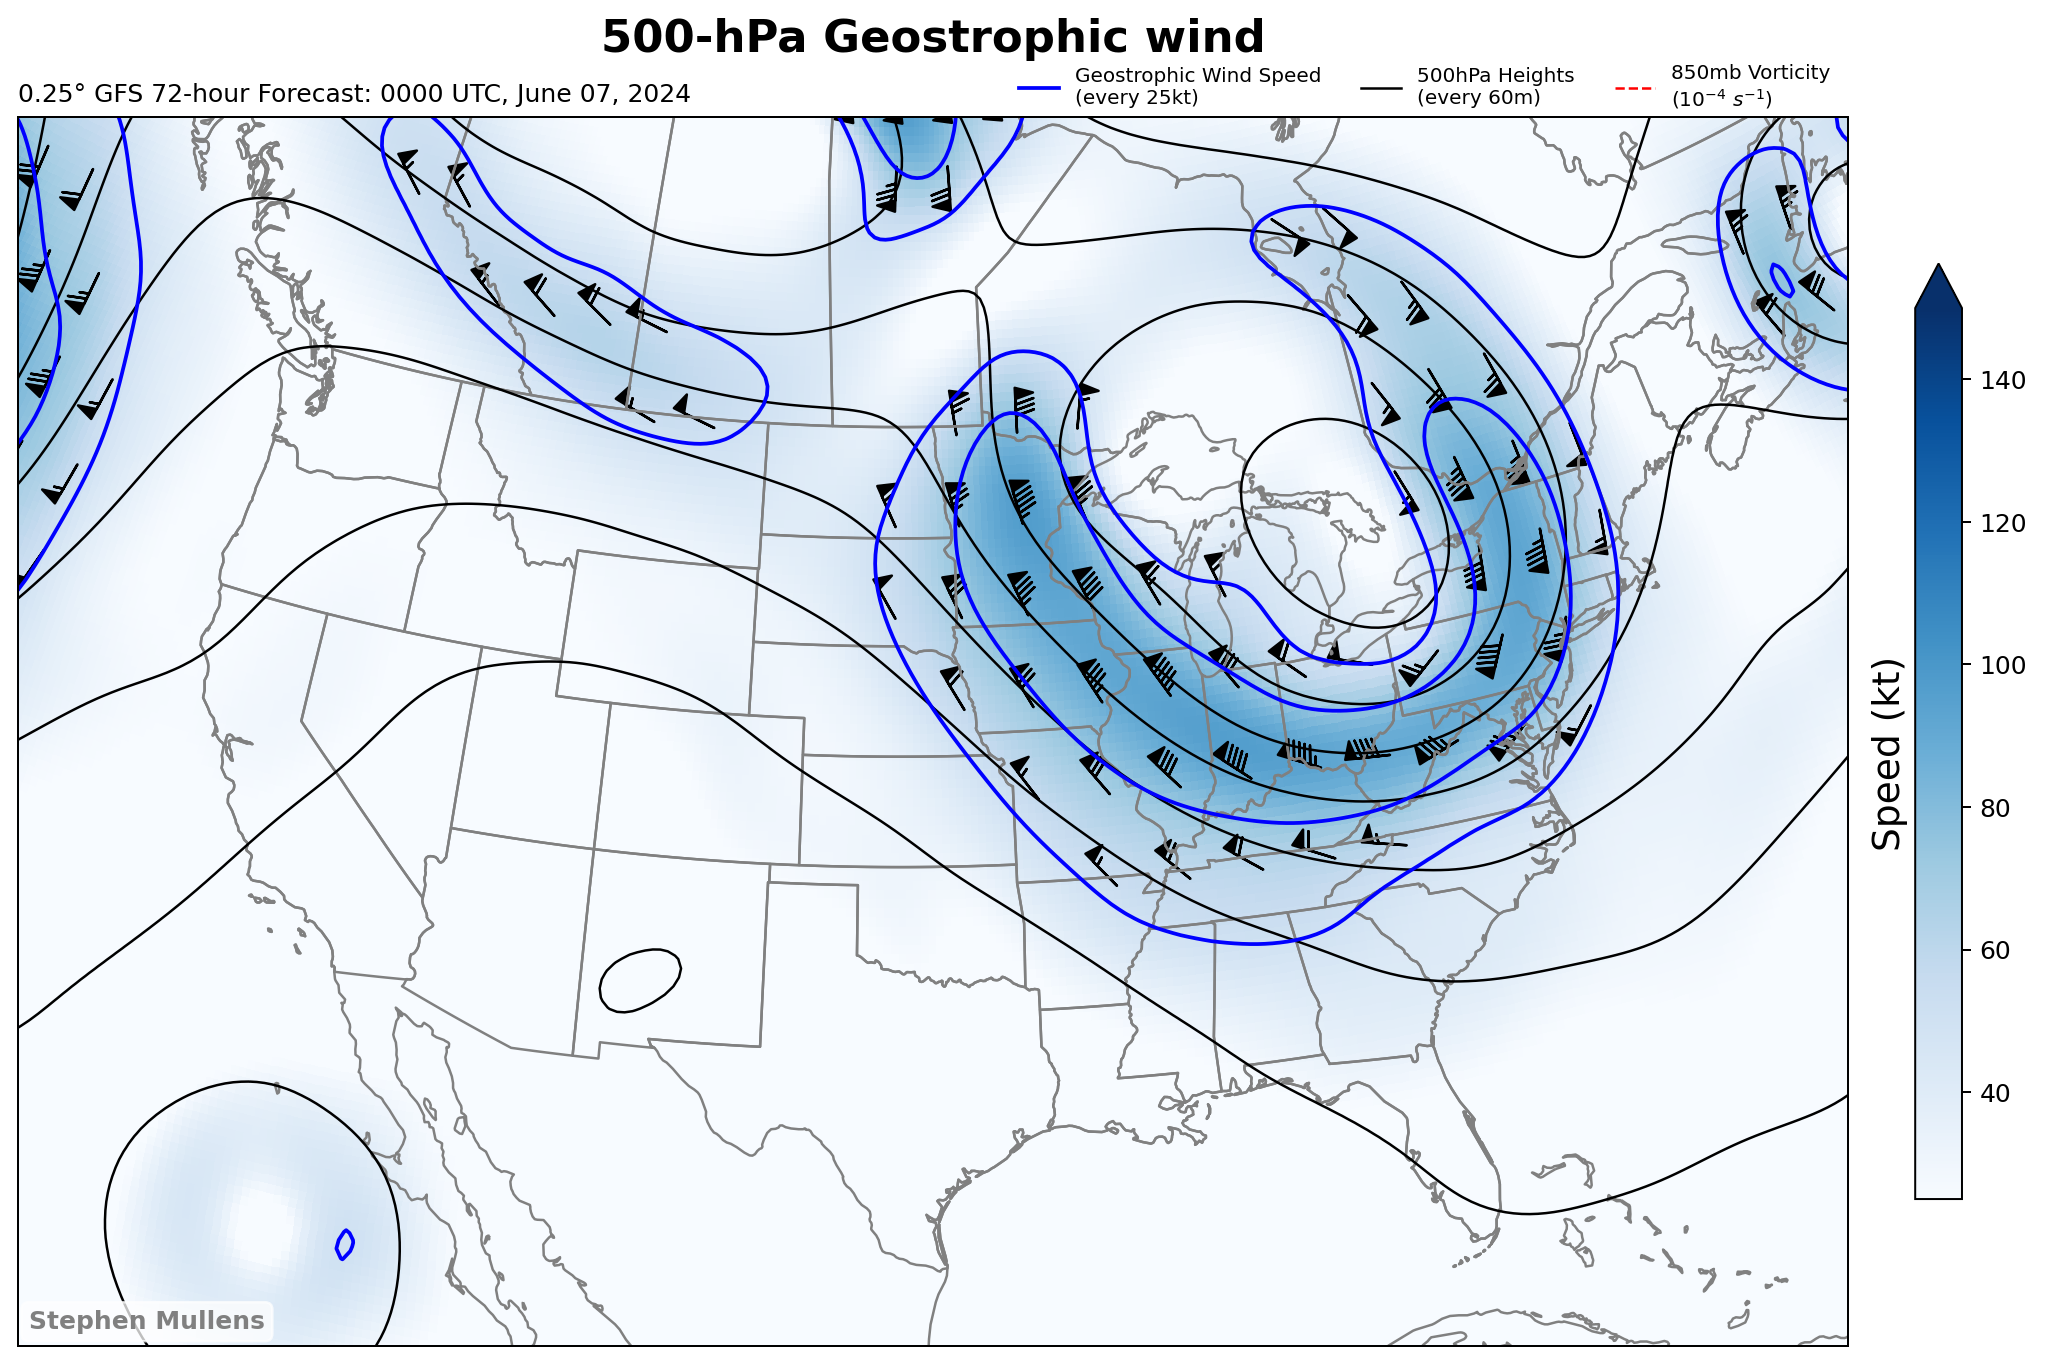 500-hPa Geostrophic wind
0.25° GFS 72-hour Forecast: 0000 UTC, June 07, 2024
Geostrophic Wind Speed
(every 25kt)
500hPa Heights
(every 60m)
850mb Vorticity
(10⁻⁴ s⁻¹)
140
120
100
80
60
40
Speed (kt)
Stephen Mullens